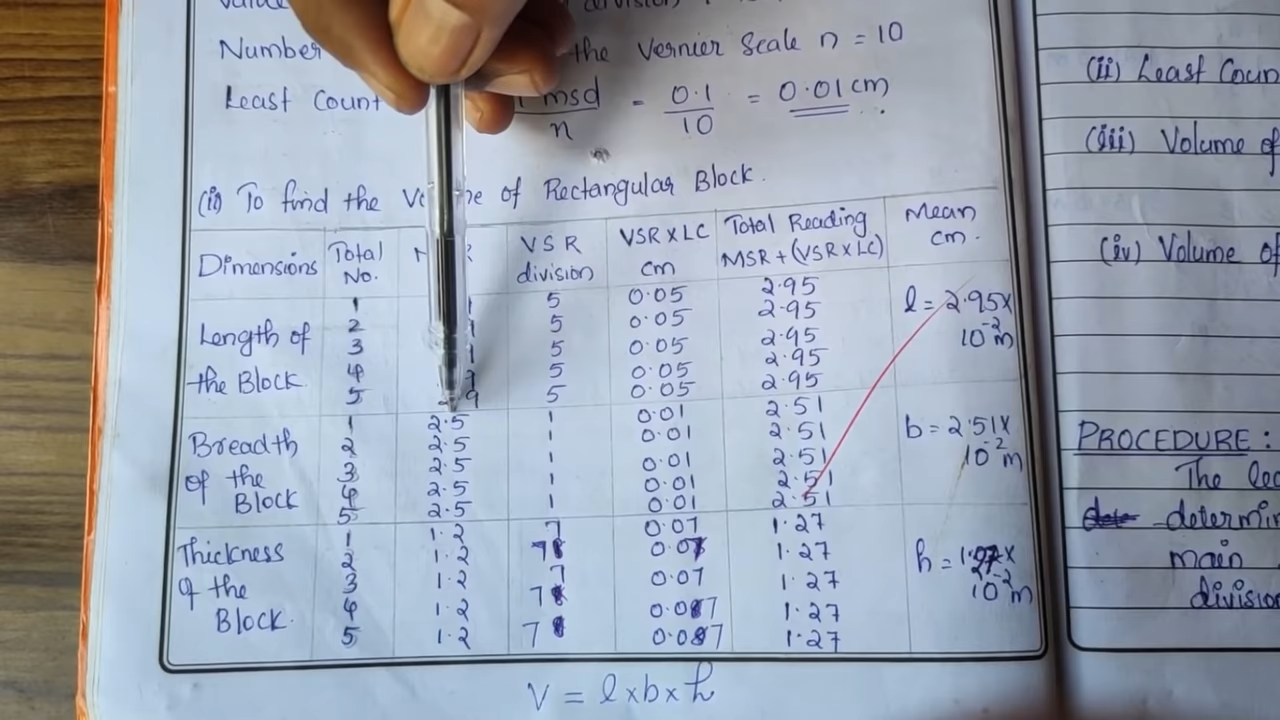 Number the Vernier Scale n = 10
Least Count msd/n = 0.1/10 = 0.01 cm
(i) To find the of Rectangular Block.
Dimensions Total No. VSR division VSR x LC cm Total Reading MSR + (VSR x LC) Mean cm.
Length of the Block.
1 5 0.05 2.95
2 5 0.05 2.95
3 5 0.05 2.95
4 5 0.05 2.95
5 5 0.05 2.95
l = 2.95 x 10⁻² m
Breadth of the Block
1 2.5 1 0.01 2.51
2 2.5 1 0.01 2.51
3 2.5 1 0.01 2.51
4 2.5 1 0.01 2.51
5 2.5 1 0.01 2.51
b = 2.51 x 10⁻² m
Thickness of the Block.
1 1.2 7 0.07 1.27
2 1.2 7 0.07 1.27
3 1.2 7 0.07 1.27
4 1.2 7 0.07 1.27
5 1.2 7 0.07 1.27
h = x 10⁻² m
V = l x b x h
(ii) Least Coun
(iii) Volume of
(iv) Volume of
PROCEDURE :
The lea
determin
main
division